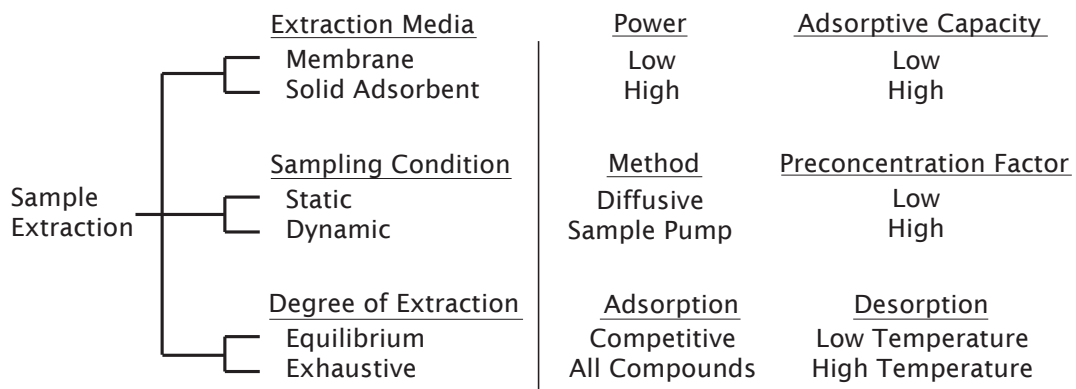 Extraction Media Power Adsorptive Capacity
Membrane Low Low
Solid Adsorbent High High
Sampling Condition Method Preconcentration Factor
Sample Static Diffusive Low
Extraction Dynamic Sample Pump High
Degree of Extraction Adsorption Desorption
Equilibrium Competitive Low Temperature
Exhaustive All Compounds High Temperature